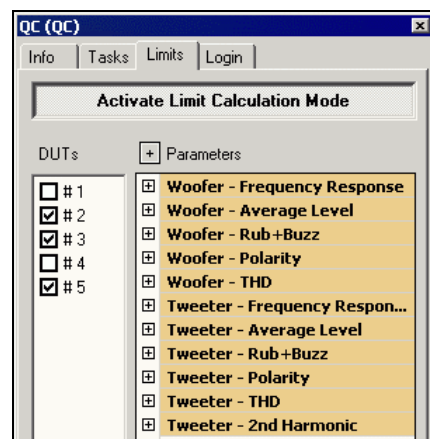 QC (QC)
Info Tasks Limits Login
Activate Limit Calculation Mode
DUTs + Parameters
#1
#2
#3
#4
#5
Woofer - Frequency Response
Woofer - Average Level
Woofer - Rub+Buzz
Woofer - Polarity
Woofer - THD
Tweeter - Frequency Respon...
Tweeter - Average Level
Tweeter - Rub+Buzz
Tweeter - Polarity
Tweeter - THD
Tweeter - 2nd Harmonic